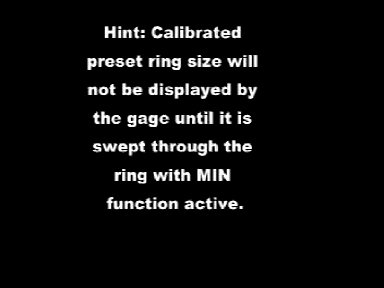 Hint: Calibrated
preset ring size will
not be displayed by
the gage until it is
swept through the
ring with MIN
function active.